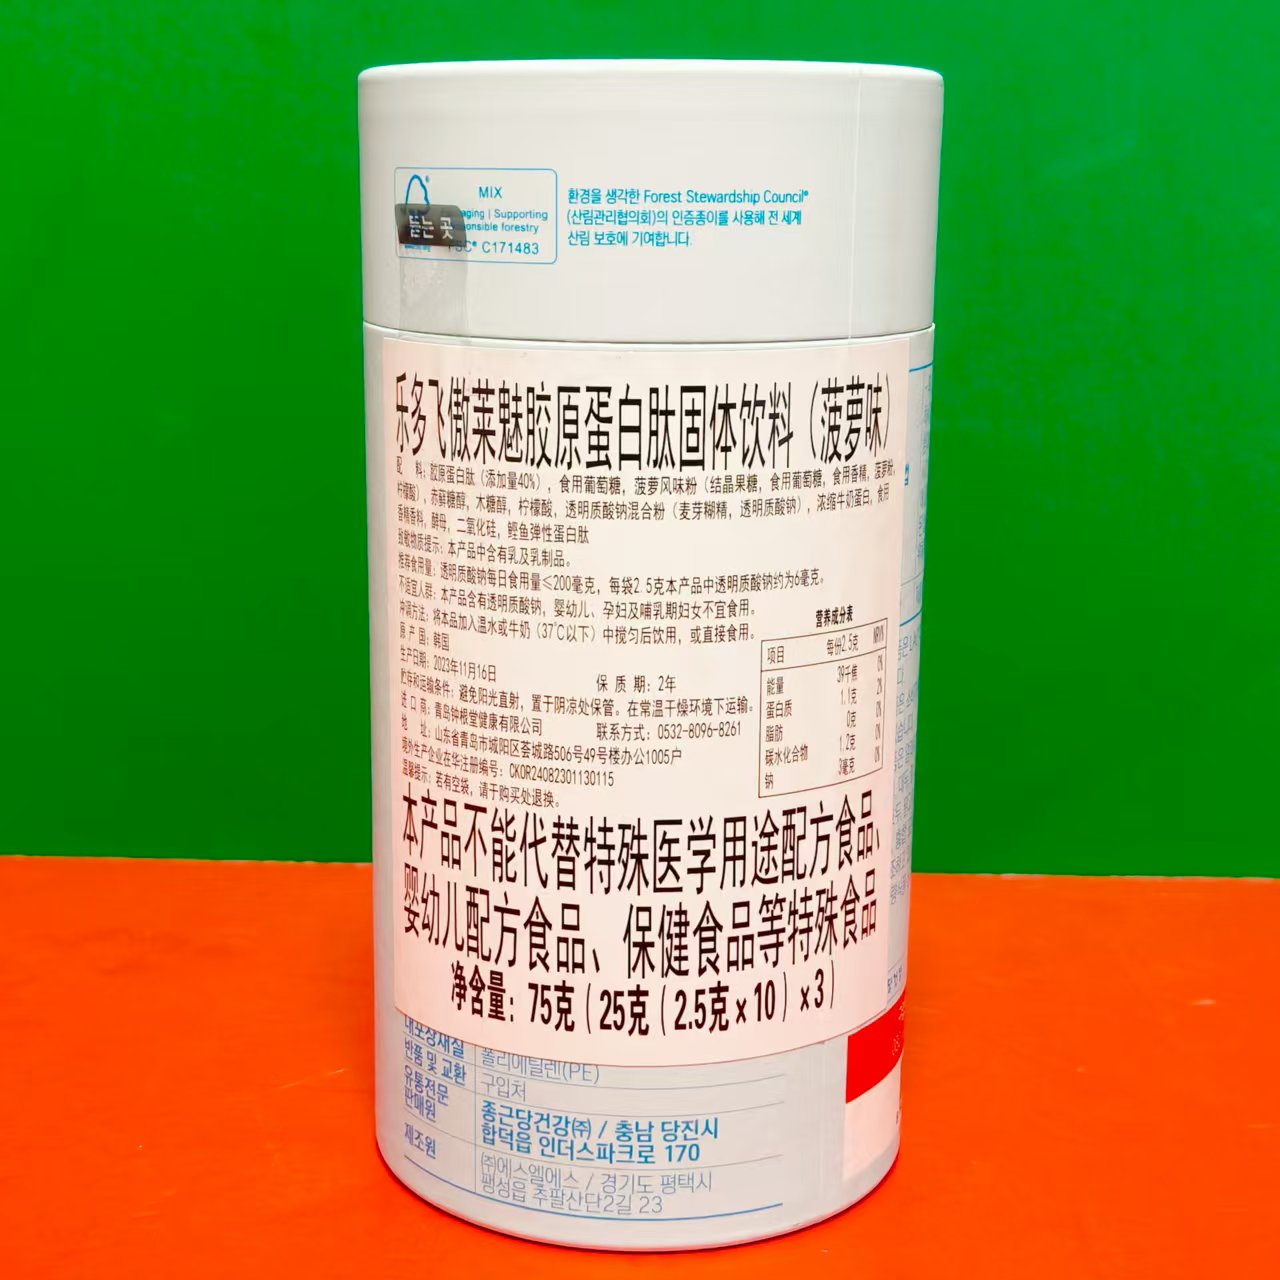 MIX
aging | Supporting
onsible forestry
뜯는 곳
FSC® C171483
환경을 생각한 Forest Stewardship Council®
(산림관리협의회)의 인증종이를 사용해 전 세계
산림 보호에 기여합니다.
乐多飞傲莱魅胶原蛋白肽固体饮料（菠萝味）
配 料：胶原蛋白肽（添加量40%），食用葡萄糖，菠萝风味粉（结晶果糖，食用葡萄糖，食用香精，菠萝粉，
柠檬酸），赤藓糖醇，木糖醇，柠檬酸，透明质酸钠混合粉（麦芽糊精，透明质酸钠），浓缩牛奶蛋白，食用
香精香料，酵母，二氧化硅，鲣鱼弹性蛋白肽
致敏物质提示：本产品中含有乳及乳制品。
推荐食用量：透明质酸钠每日食用量≤200毫克，每袋2.5克本产品中透明质酸钠约为6毫克。
不适宜人群：本产品含有透明质酸钠，婴幼儿、孕妇及哺乳期妇女不宜食用。
冲调方法：将本品加入温水或牛奶（37℃以下）中搅匀后饮用，或直接食用。
原 产 国：韩国
生产日期：2023年11月16日 保 质 期：2年
贮存和运输条件：避免阳光直射，置于阴凉处保管。在常温干燥环境下运输。
进 口 商：青岛钟根堂健康有限公司 联系方式：0532-8096-8261
地 址：山东省青岛市城阳区荟城路506号49号楼办公1005户
境外生产企业在华注册编号：CKOR24082301130115
温馨提示：若有空袋，请于购买处退换。
营养成分表
项目 每份2.5克 NRV%
能量 39千焦 0%
蛋白质 1.1克 2%
脂肪 0克 0%
碳水化合物 1.2克 0%
钠 3毫克 0%
本产品不能代替特殊医学用途配方食品、
婴幼儿配方食品、保健食品等特殊食品
净含量：75克（25克（2.5克×10）×3）
내포장재질 폴리에틸렌(PE)
반품 및 교환 구입처
유통전문
판매원
종근당건강㈜ / 충남 당진시
합덕읍 인더스파크로 170
제조원
㈜에스엘에스 / 경기도 평택시
팽성읍 추팔산단2길 23